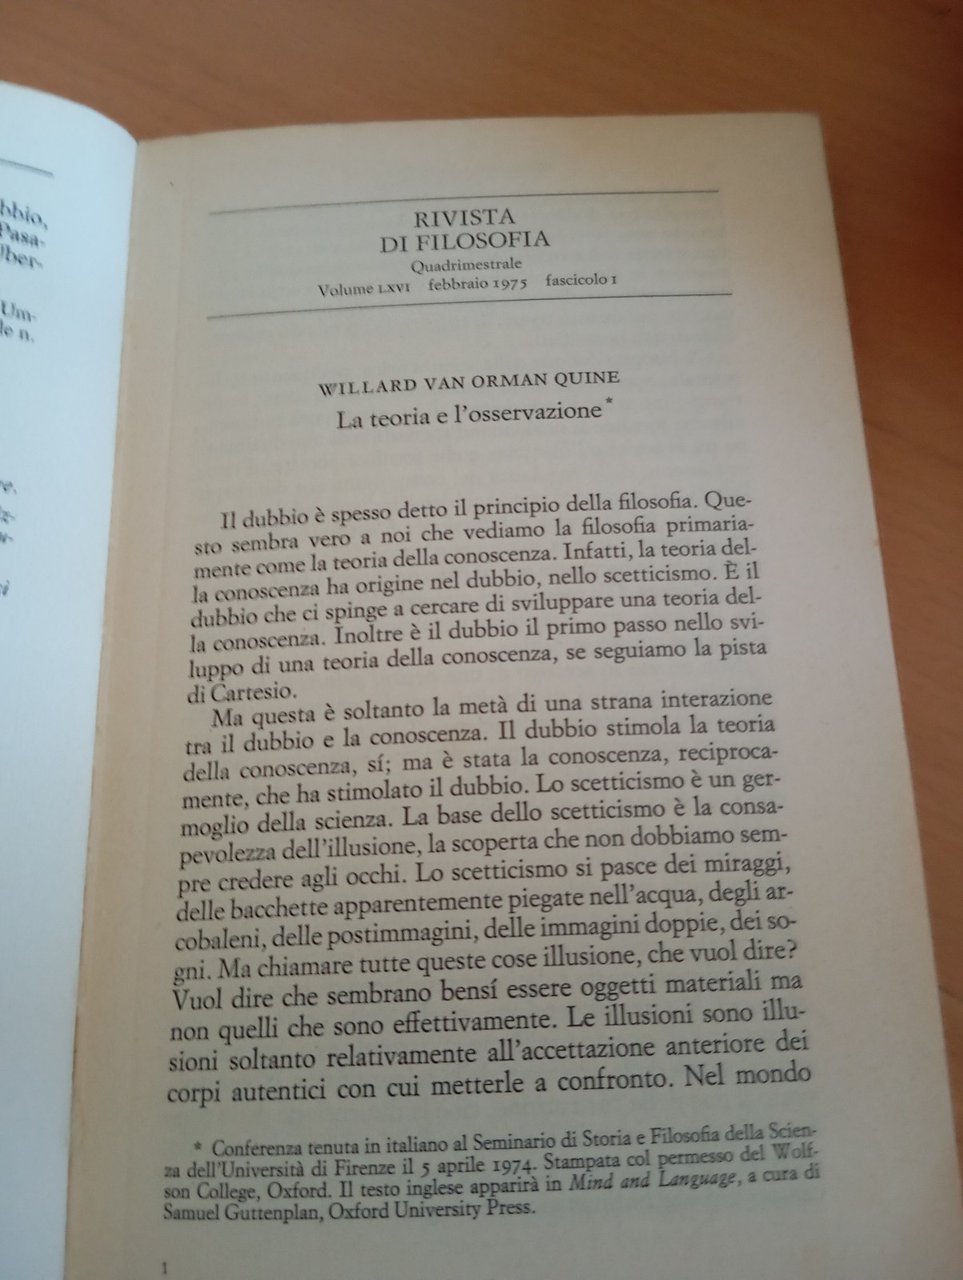 bbio,
Pasa-
Uber-
Um-
le n.
re.
ci
RIVISTA
DI FILOSOFIA
Quadrimestrale
Volume LXVI febbraio 1975 fascicolo 1
WILLARD VAN ORMAN QUINE
La teoria e l'osservazione*
Il dubbio è spesso detto il principio della filosofia. Que-
sto sembra vero a noi che vediamo la filosofia primaria-
mente come la teoria della conoscenza. Infatti, la teoria del-
la conoscenza ha origine nel dubbio, nello scetticismo. È il
dubbio che ci spinge a cercare di sviluppare una teoria del-
la conoscenza. Inoltre è il dubbio il primo passo nello svi-
luppo di una teoria della conoscenza, se seguiamo la pista
di Cartesio.
Ma questa è soltanto la metà di una strana interazione
tra il dubbio e la conoscenza. Il dubbio stimola la teoria
della conoscenza, sí; ma è stata la conoscenza, reciproca-
mente, che ha stimolato il dubbio. Lo scetticismo è un ger-
moglio della scienza. La base dello scetticismo è la consa-
pevolezza dell'illusione, la scoperta che non dobbiamo sem-
pre credere agli occhi. Lo scetticismo si pasce dei miraggi,
delle bacchette apparentemente piegate nell'acqua, degli ar-
cobaleni, delle postimmagini, delle immagini doppie, dei so-
gni. Ma chiamare tutte queste cose illusione, che vuol dire?
Vuol dire che sembrano bensí essere oggetti materiali ma
non quelli che sono effettivamente. Le illusioni sono illu-
sioni soltanto relativamente all'accettazione anteriore dei
corpi autentici con cui metterle a confronto. Nel mondo
* Conferenza tenuta in italiano al Seminario di Storia e Filosofia della Scien-
za dell'Università di Firenze il 5 aprile 1974. Stampata col permesso del Wolf-
son College, Oxford. Il testo inglese apparirà in Mind and Language, a cura di
Samuel Guttenplan, Oxford University Press.
1